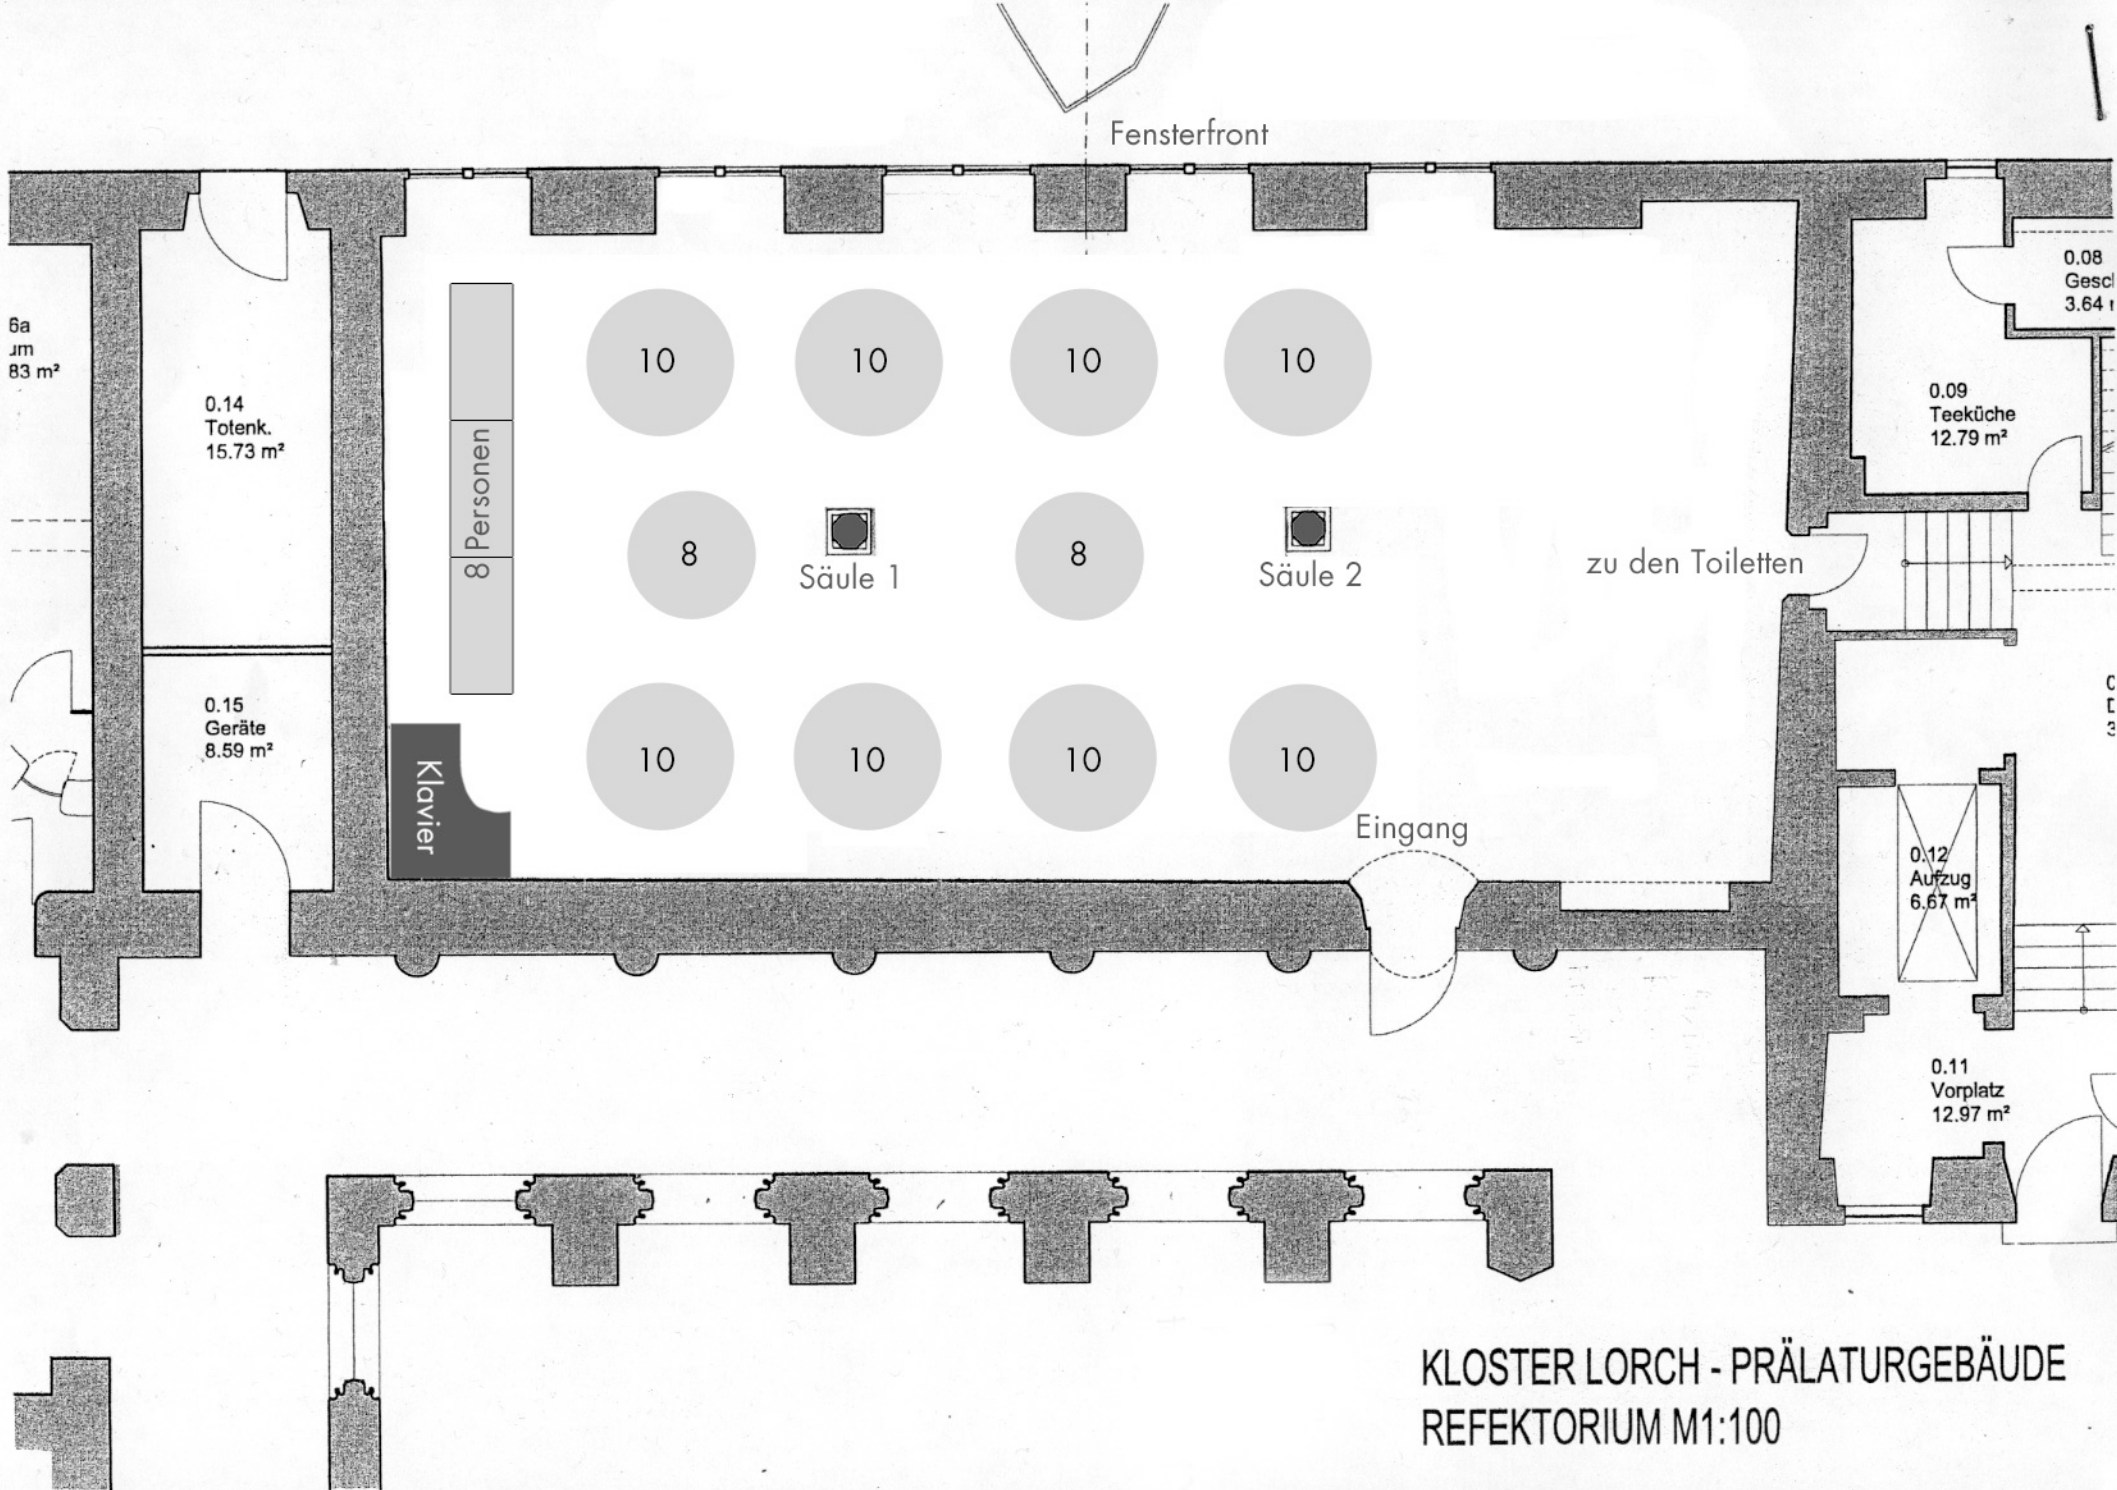 Fensterfront
0.08
3.64
6a
83 m²
10
10
10
10
0.14
Totenk.
15.73 m²
0.09
Teeküche
12.79 m²
8 Personen
8
Säule 1
8
Säule 2
zu den Toiletten
0.15
Geräte
8.59 m²
Klavier
10
10
10
10
Eingang
0.12
Aufzug
6.67 m²
0.11
Vorplatz
12.97 m²
KLOSTER LORCH - PRÄLATURGEBÄUDE
REFEKTORIUM M1:100